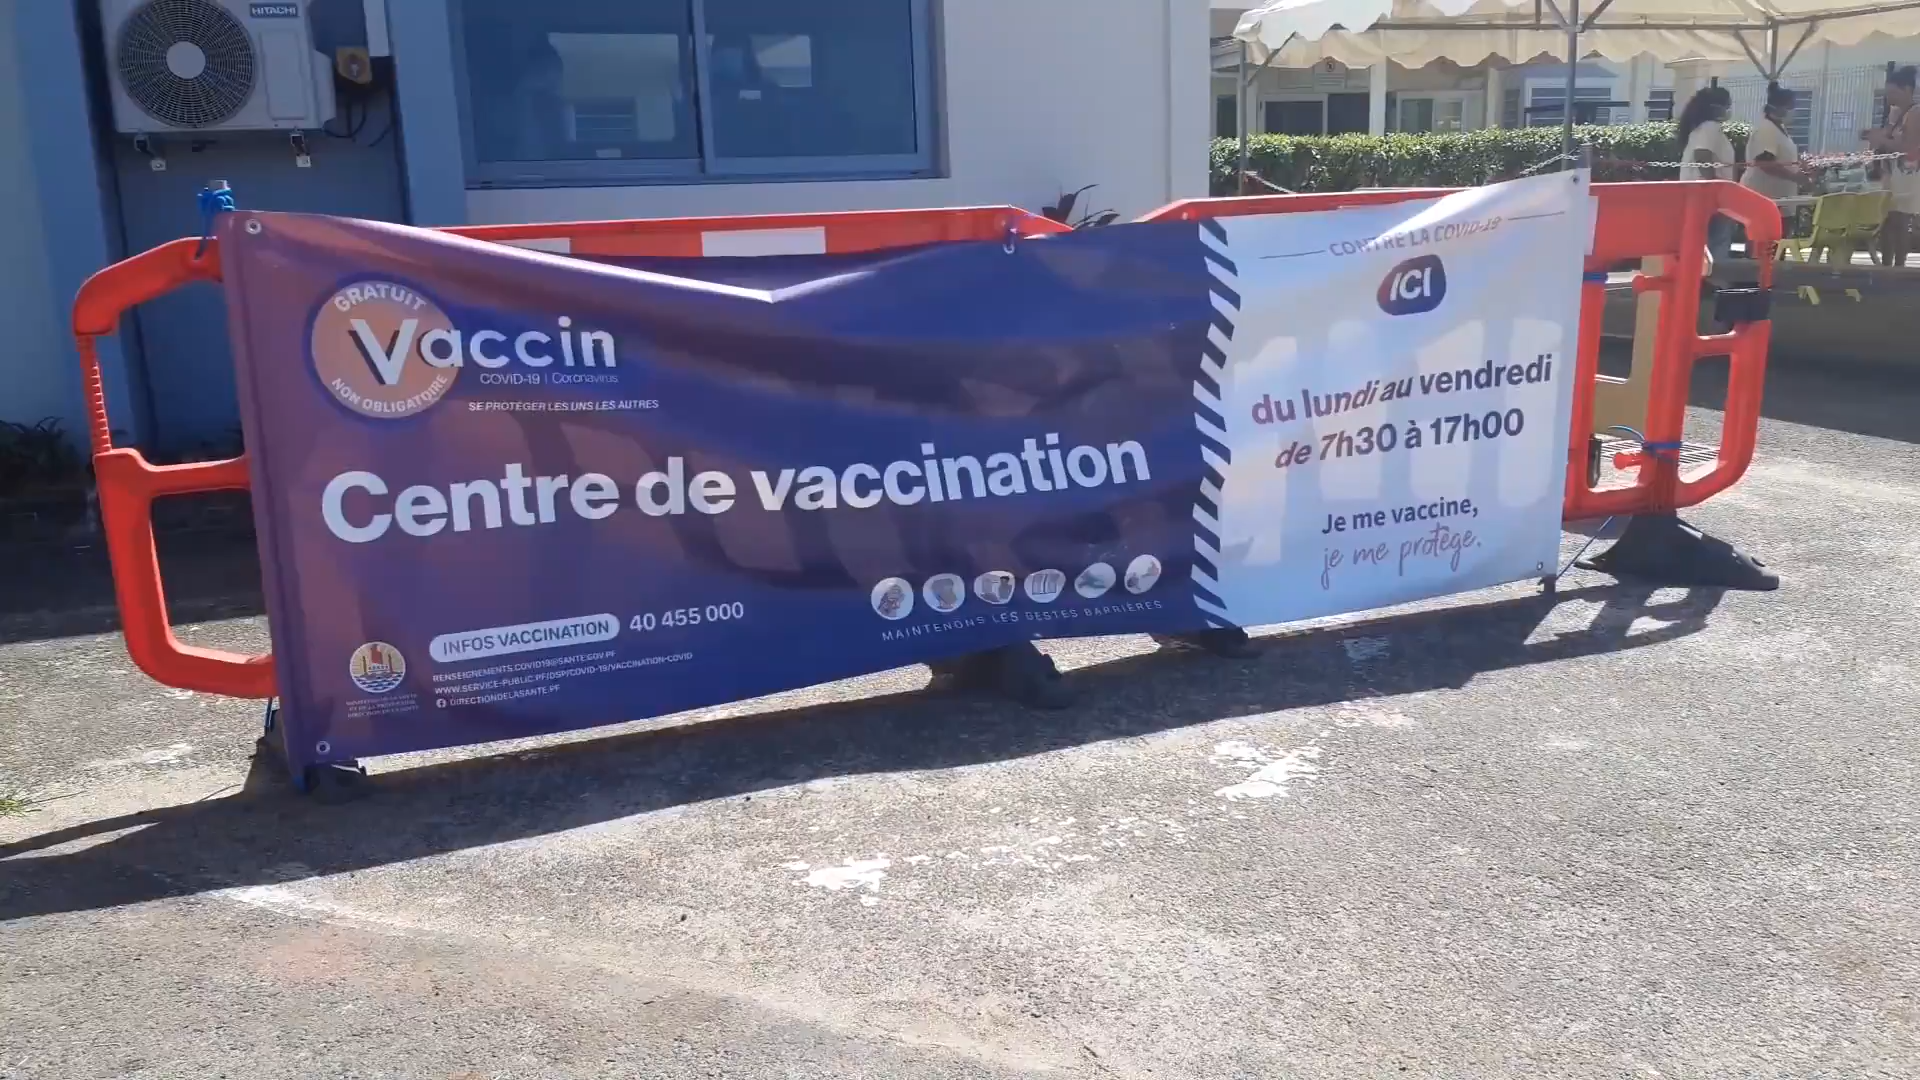 HITACHI
GRATUIT
Vaccin
COVID-19 | Coronavirus
NON OBLIGATOIRE
SE PROTÉGER LES UNS LES AUTRES
Centre de vaccination
INFOS VACCINATION 40 455 000
RENSEIGNEMENTS.COVID19@SANTE.GOV.PF
WWW.SERVICE-PUBLIC.PF/DSP/COVID-19/VACCINATION-COVID
DIRECTIONDELASANTE.PF
MAINTENONS LES GESTES BARRIÈRES
CONTRE LA COVID-19
ICI
du lundi au vendredi
de 7h30 à 17h00
Je me vaccine,
je me protège.